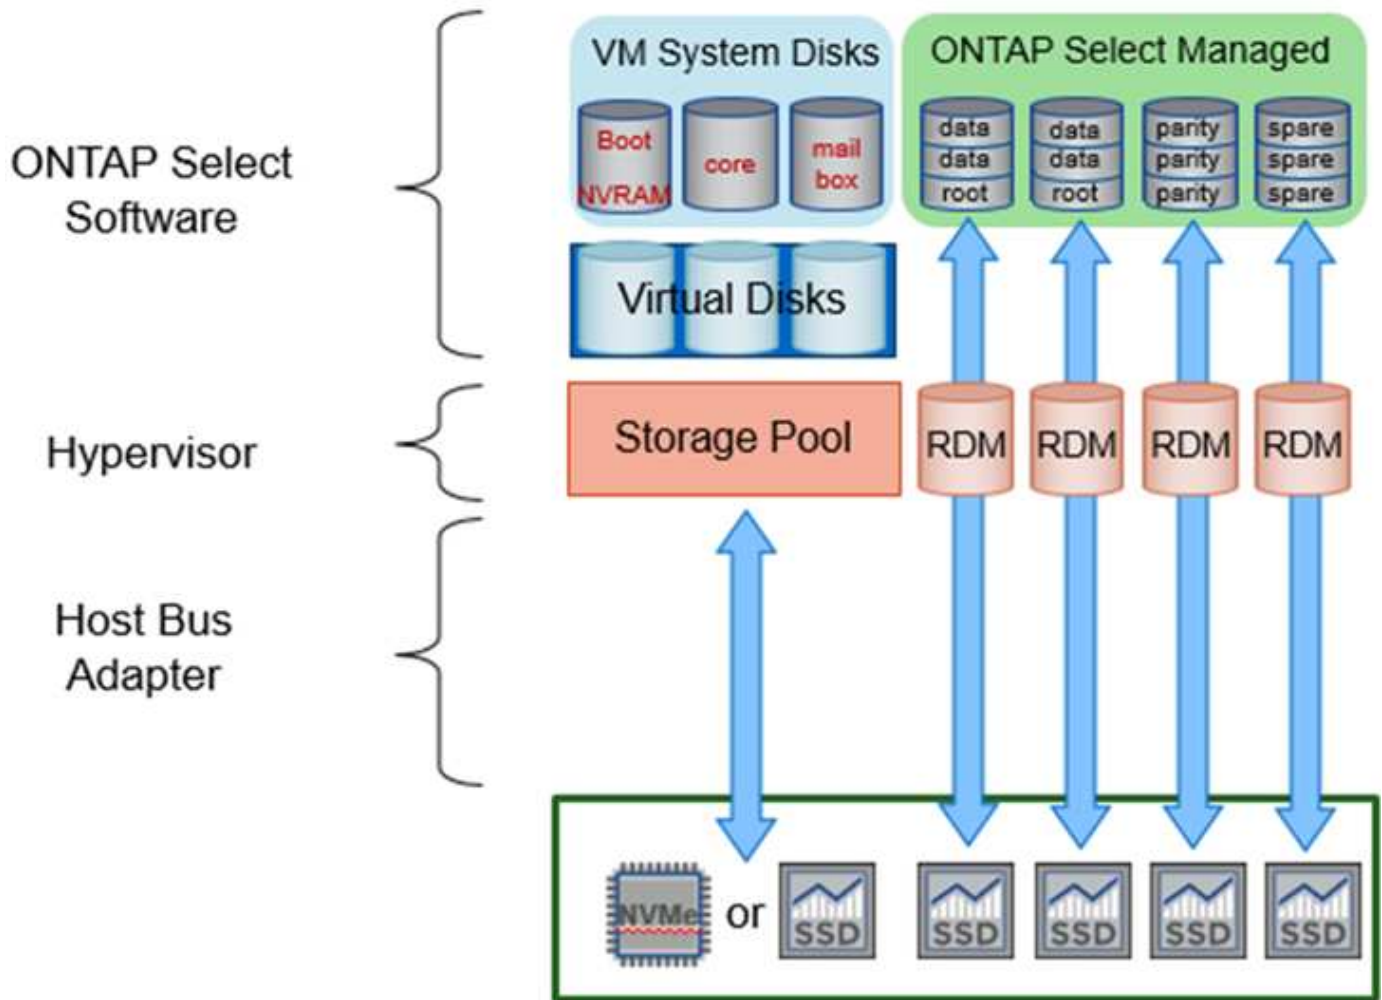 VM System Disks
ONTAP Select Managed
Boot
NVRAM
core
mail
box
data
data
root
data
data
root
parity
parity
parity
spare
spare
spare
ONTAP Select
Software
Virtual Disks
Hypervisor
Storage Pool
RDM
RDM
RDM
RDM
Host Bus
Adapter
NVMe
or
SSD
SSD
SSD
SSD
SSD